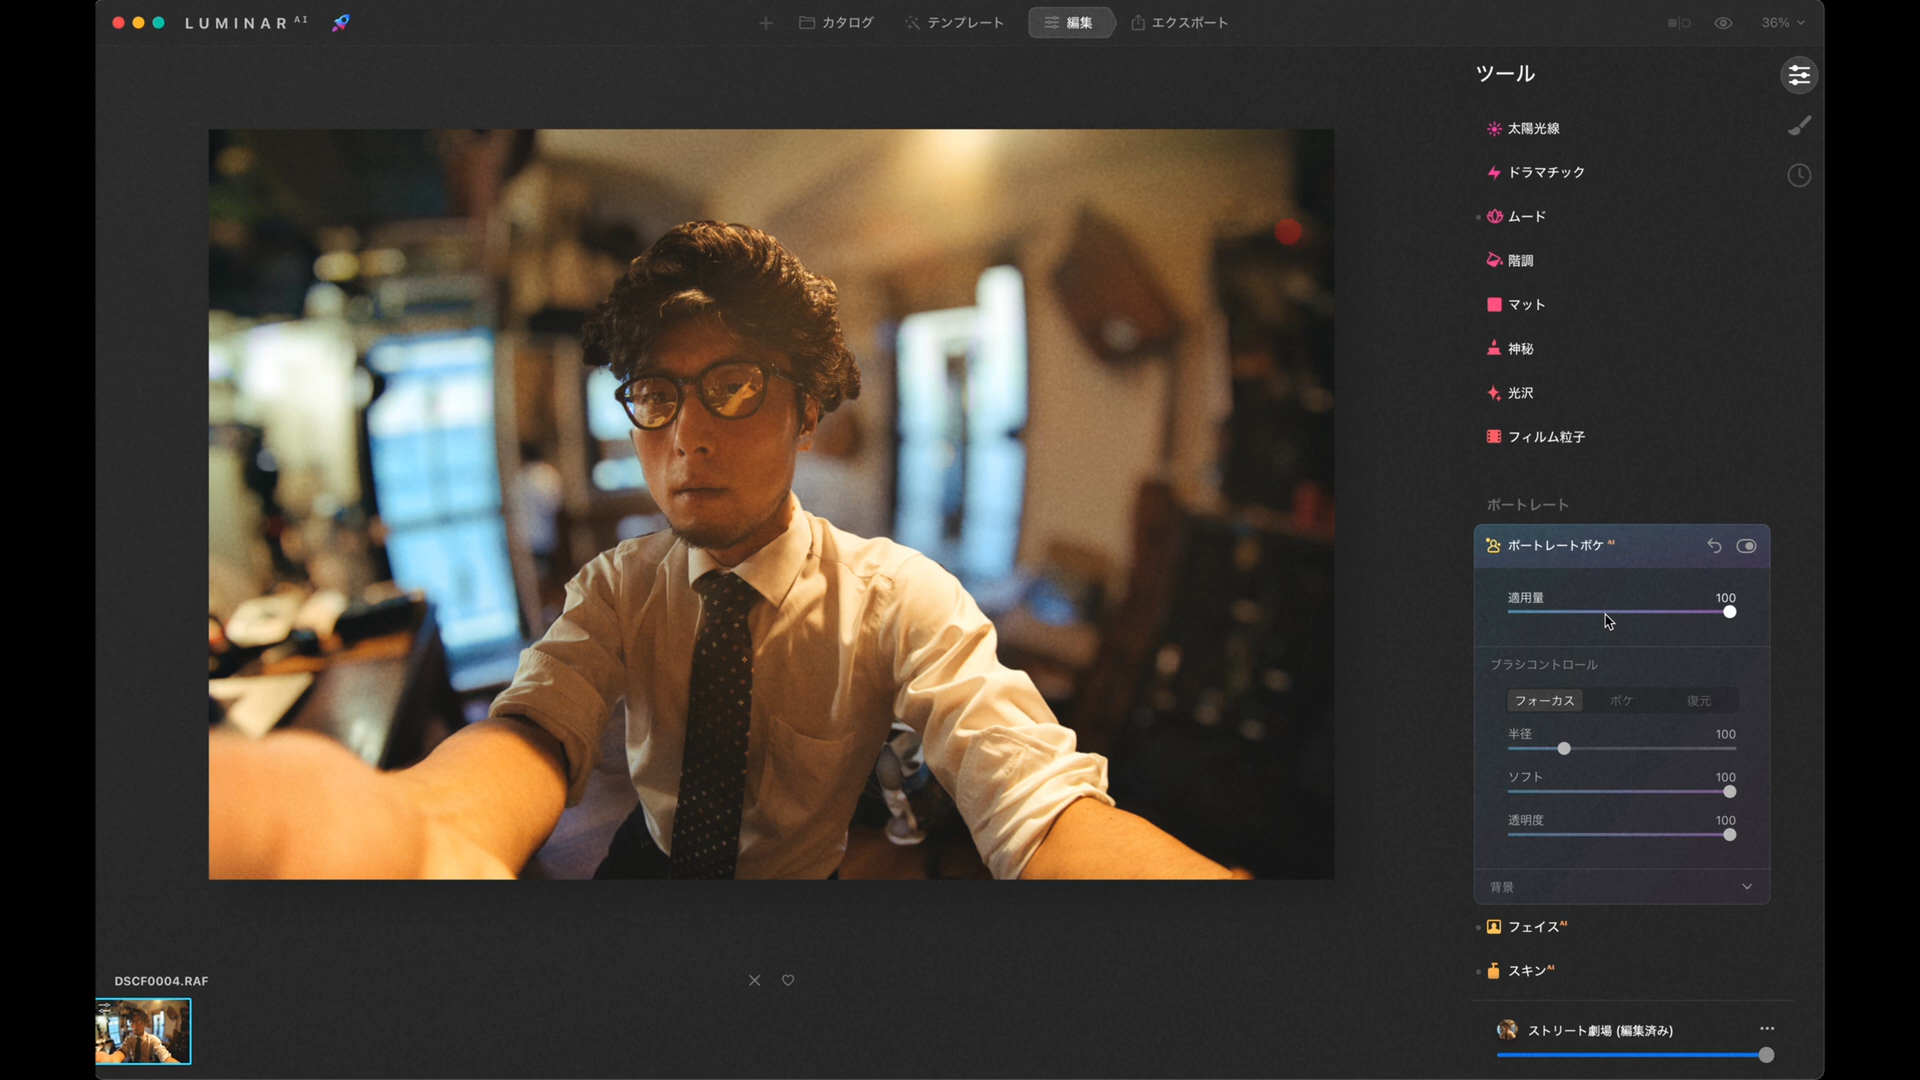 LUMINAR AI
カタログ
テンプレート
編集
エクスポート
36%
ツール
太陽光線
ドラマチック
ムード
階調
マット
神秘
光沢
フィルム粒子
ポートレート
ポートレートボケ AI
適用量 100
ブラシコントロール
フォーカス ボケ 復元
半径 100
ソフト 100
透明度 100
背景
フェイス AI
スキン AI
DSCF0004.RAF
ストリート劇場 (編集済み)